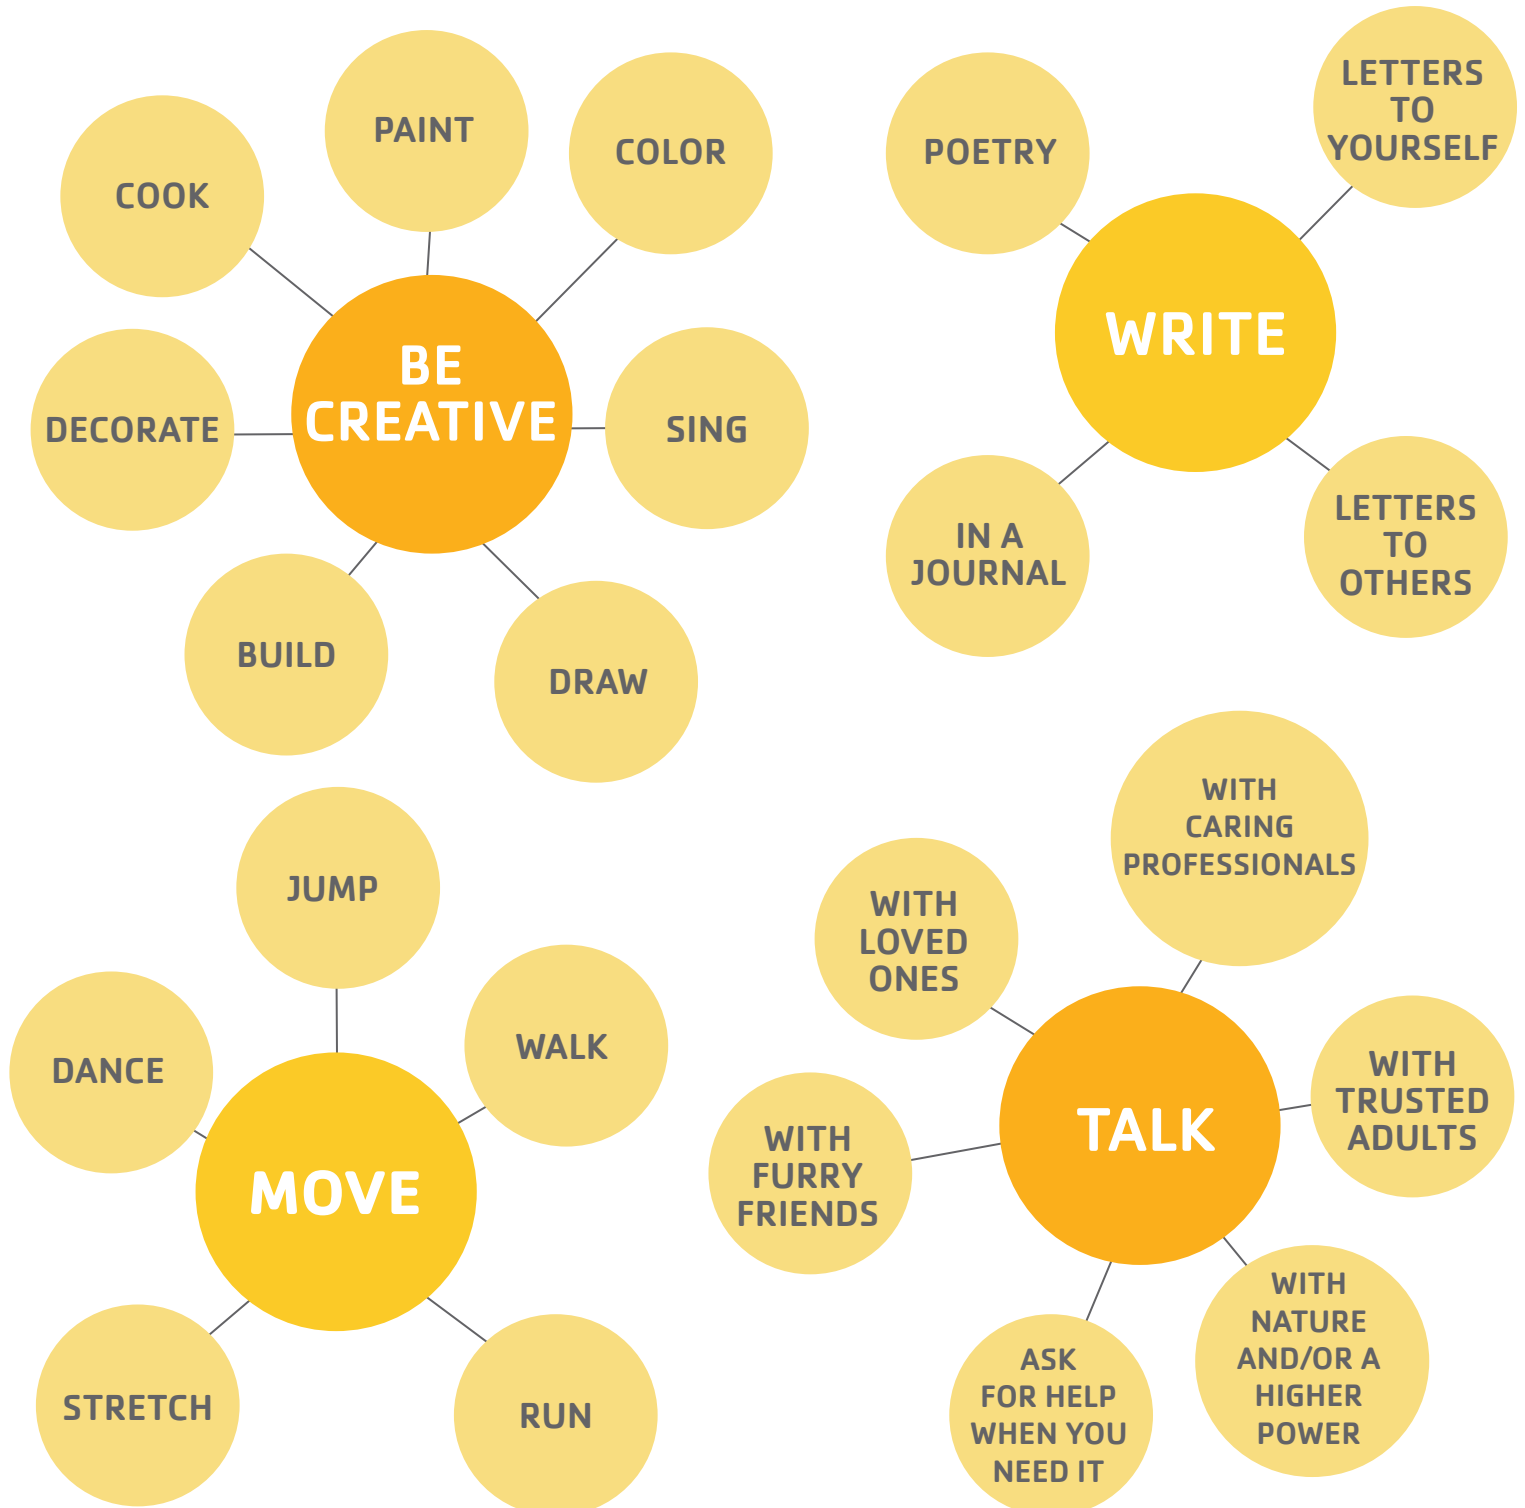 PAINT
COLOR
COOK
BE
CREATIVE
DECORATE
SING
BUILD
DRAW
LETTERS
TO
YOURSELF
POETRY
WRITE
IN A
JOURNAL
LETTERS
TO
OTHERS
JUMP
WALK
DANCE
MOVE
STRETCH
RUN
WITH
CARING
PROFESSIONALS
WITH
LOVED
ONES
WITH
TRUSTED
ADULTS
TALK
WITH
FURRY
FRIENDS
WITH
NATURE
AND/OR A
HIGHER
POWER
ASK
FOR HELP
WHEN YOU
NEED IT